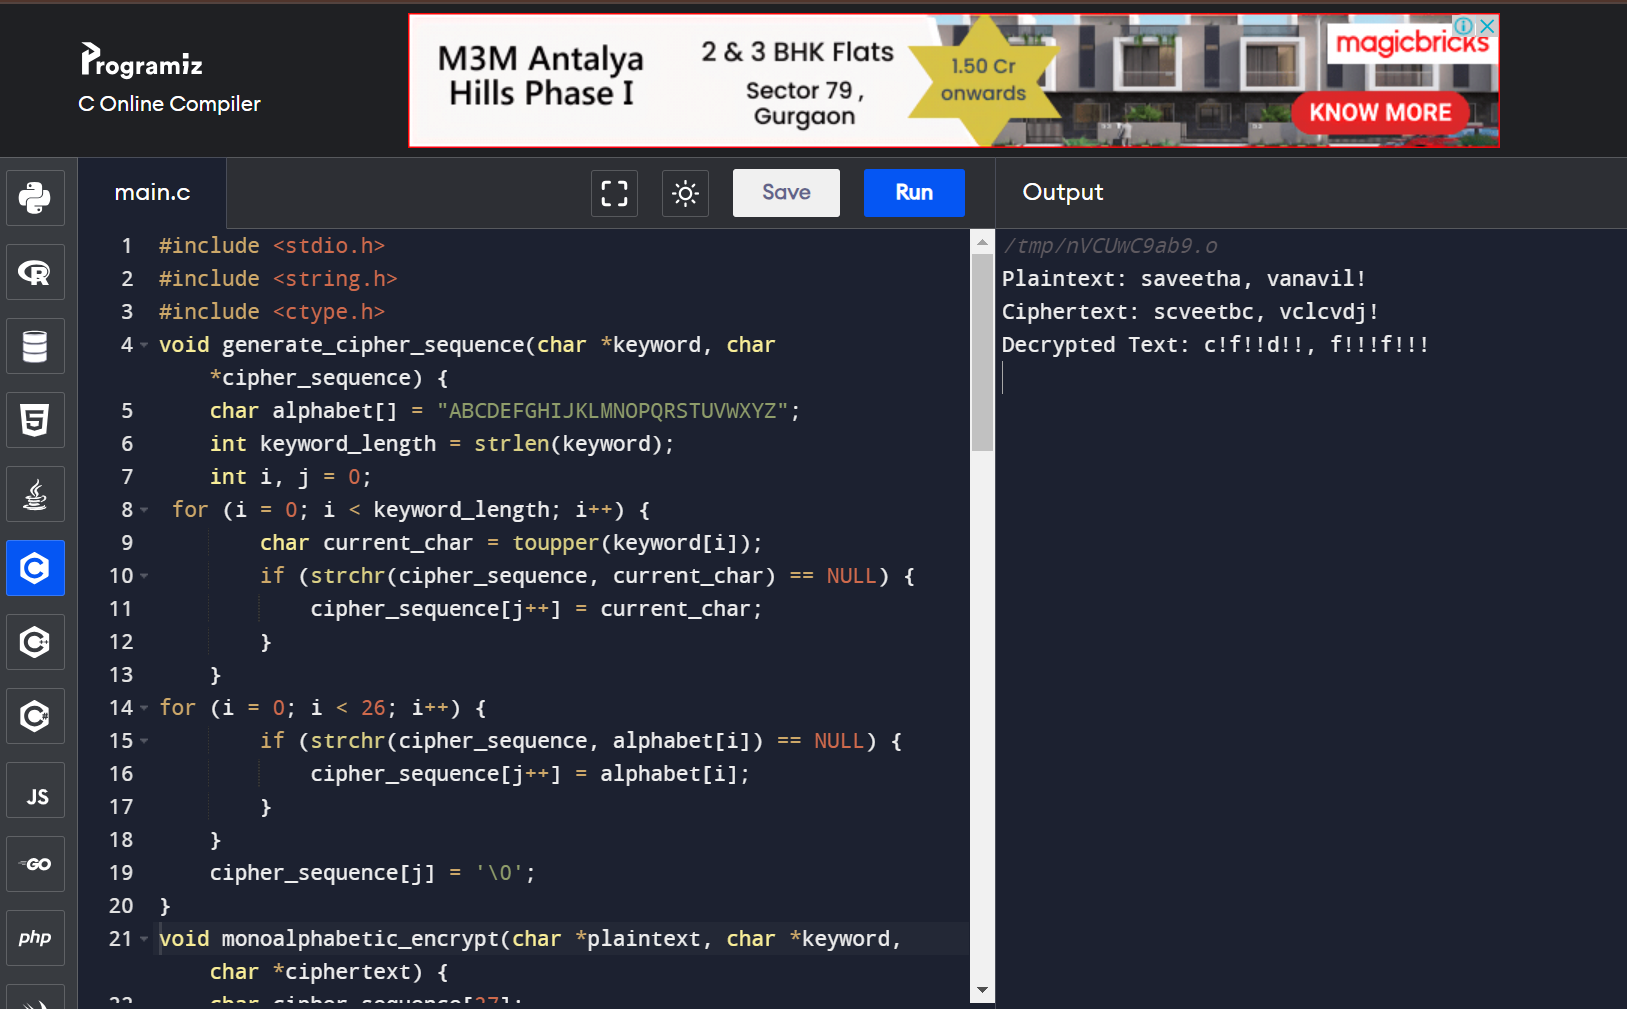 Programiz
C Online Compiler
M3M Antalya
Hills Phase I
2 & 3 BHK Flats
Sector 79 ,
Gurgaon
1.50 Cr
onwards
magicbricks
KNOW MORE
main.c
Save
Run
Output
1 #include <stdio.h>
2 #include <string.h>
3 #include <ctype.h>
4 void generate_cipher_sequence(char *keyword, char
*cipher_sequence) {
5 char alphabet[] = "ABCDEFGHIJKLMNOPQRSTUVWXYZ";
6 int keyword_length = strlen(keyword);
7 int i, j = 0;
8 for (i = 0; i < keyword_length; i++) {
9 char current_char = toupper(keyword[i]);
10 if (strchr(cipher_sequence, current_char) == NULL) {
11 cipher_sequence[j++] = current_char;
12 }
13 }
14 for (i = 0; i < 26; i++) {
15 if (strchr(cipher_sequence, alphabet[i]) == NULL) {
16 cipher_sequence[j++] = alphabet[i];
17 }
18 }
19 cipher_sequence[j] = '\0';
20 }
21 void monoalphabetic_encrypt(char *plaintext, char *keyword,
char *ciphertext) {
22 char cipher_sequence[27];
/tmp/nVCUwC9ab9.o
Plaintext: saveetha, vanavil!
Ciphertext: scveetbc, vclcvdj!
Decrypted Text: c!f!!d!!, f!!!f!!!
JS
GO
php